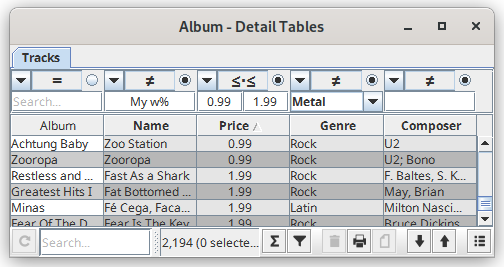 Album - Detail Tables
Tracks
= ≠ ≤·≤ ≠ ≠
Search... My w% 0.99 1.99 Metal
Album Name Price Genre Composer
Achtung Baby Zoo Station 0.99 Rock U2
Zooropa Zooropa 0.99 Rock U2; Bono
Restless and ... Fast As a Shark 1.99 Rock F. Baltes, S. K...
Greatest Hits I Fat Bottomed ... 1.99 Rock May, Brian
Minas Fé Cega, Faca... 1.99 Latin Milton Nasci...
Fear Of The D... Fear Is The Key 1.99 Rock Bruce Dickins...
Search... 2,194 (0 selecte... Σ